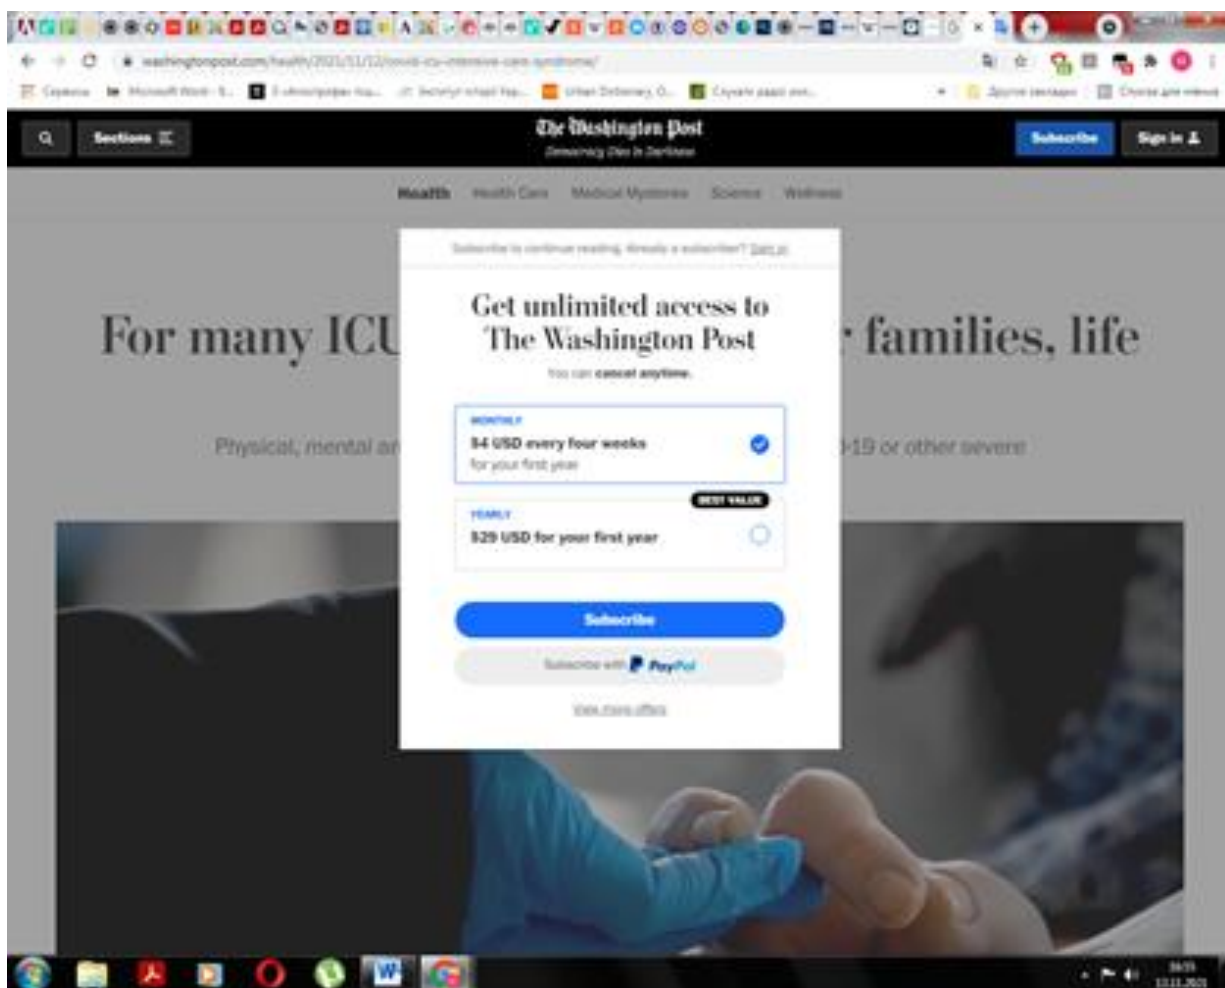 washingtonpost.com/health/2021/11/12/covid-icu-intensive-care-syndrome/
Sections
The Washington Post
Democracy Dies in Darkness
Subscribe
Sign in
Health Health Care Medical Mysteries Science Wellness
Subscribe to continue reading. Already a subscriber? Sign in
Get unlimited access to
The Washington Post
You can cancel anytime.
MONTHLY
$4 USD every four weeks
for your first year
BEST VALUE
YEARLY
$29 USD for your first year
Subscribe
Subscribe with PayPal
View more offers
For many ICU families, life
Physical, mental or other severe